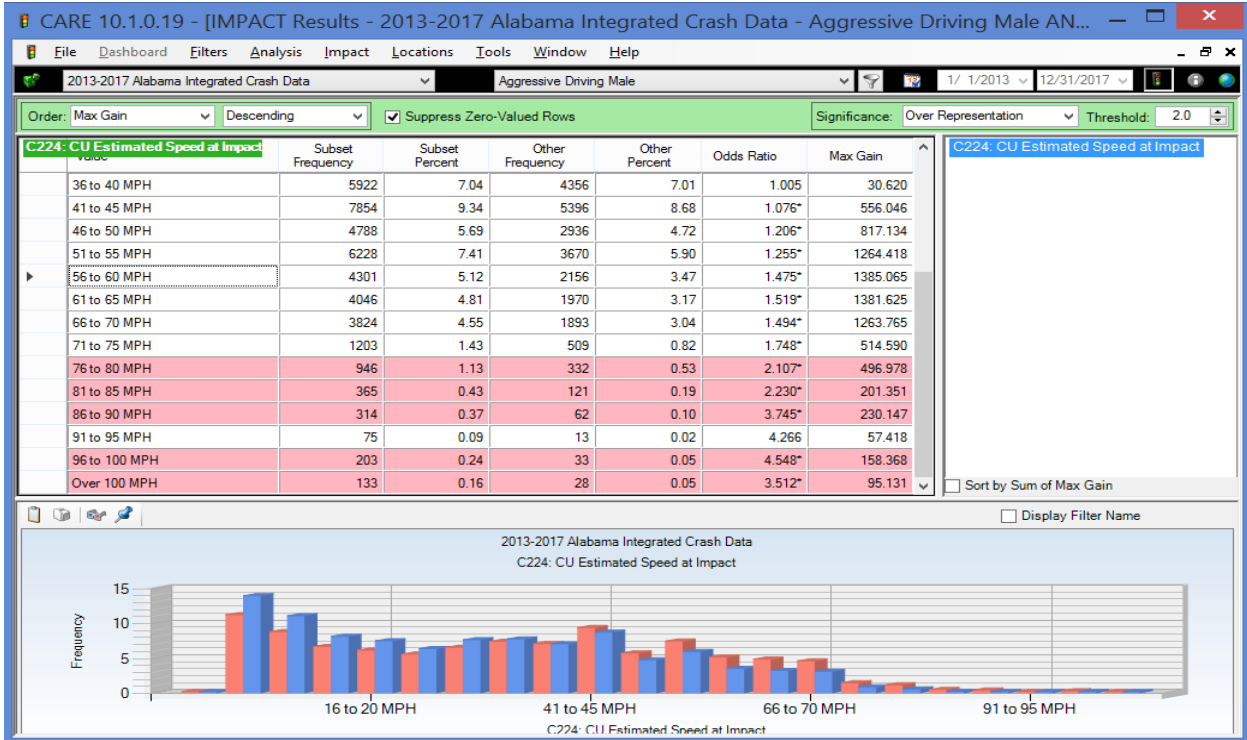 CARE 10.1.0.19 - [IMPACT Results - 2013-2017 Alabama Integrated Crash Data - Aggressive Driving Male AN...
File Dashboard Filters Analysis Impact Locations Tools Window Help
2013-2017 Alabama Integrated Crash Data Aggressive Driving Male 1/ 1/2013 12/31/2017
Order: Max Gain Descending Suppress Zero-Valued Rows Significance: Over Representation Threshold: 2.0
C224: CU Estimated Speed at Impact Subset Frequency Subset Percent Other Frequency Other Percent Odds Ratio Max Gain C224: CU Estimated Speed at Impact
36 to 40 MPH 5922 7.04 4356 7.01 1.005 30.620
41 to 45 MPH 7854 9.34 5396 8.68 1.076* 556.046
46 to 50 MPH 4788 5.69 2936 4.72 1.206* 817.134
51 to 55 MPH 6228 7.41 3670 5.90 1.255* 1264.418
56 to 60 MPH 4301 5.12 2156 3.47 1.475* 1385.065
61 to 65 MPH 4046 4.81 1970 3.17 1.519* 1381.625
66 to 70 MPH 3824 4.55 1893 3.04 1.494* 1263.765
71 to 75 MPH 1203 1.43 509 0.82 1.748* 514.590
76 to 80 MPH 946 1.13 332 0.53 2.107* 496.978
81 to 85 MPH 365 0.43 121 0.19 2.230* 201.351
86 to 90 MPH 314 0.37 62 0.10 3.745* 230.147
91 to 95 MPH 75 0.09 13 0.02 4.266 57.418
96 to 100 MPH 203 0.24 33 0.05 4.548* 158.368
Over 100 MPH 133 0.16 28 0.05 3.512* 95.131
Sort by Sum of Max Gain
Display Filter Name
2013-2017 Alabama Integrated Crash Data
C224: CU Estimated Speed at Impact
15
10
5
0
Frequency
16 to 20 MPH 41 to 45 MPH 66 to 70 MPH 91 to 95 MPH
C224: CU Estimated Speed at Impact